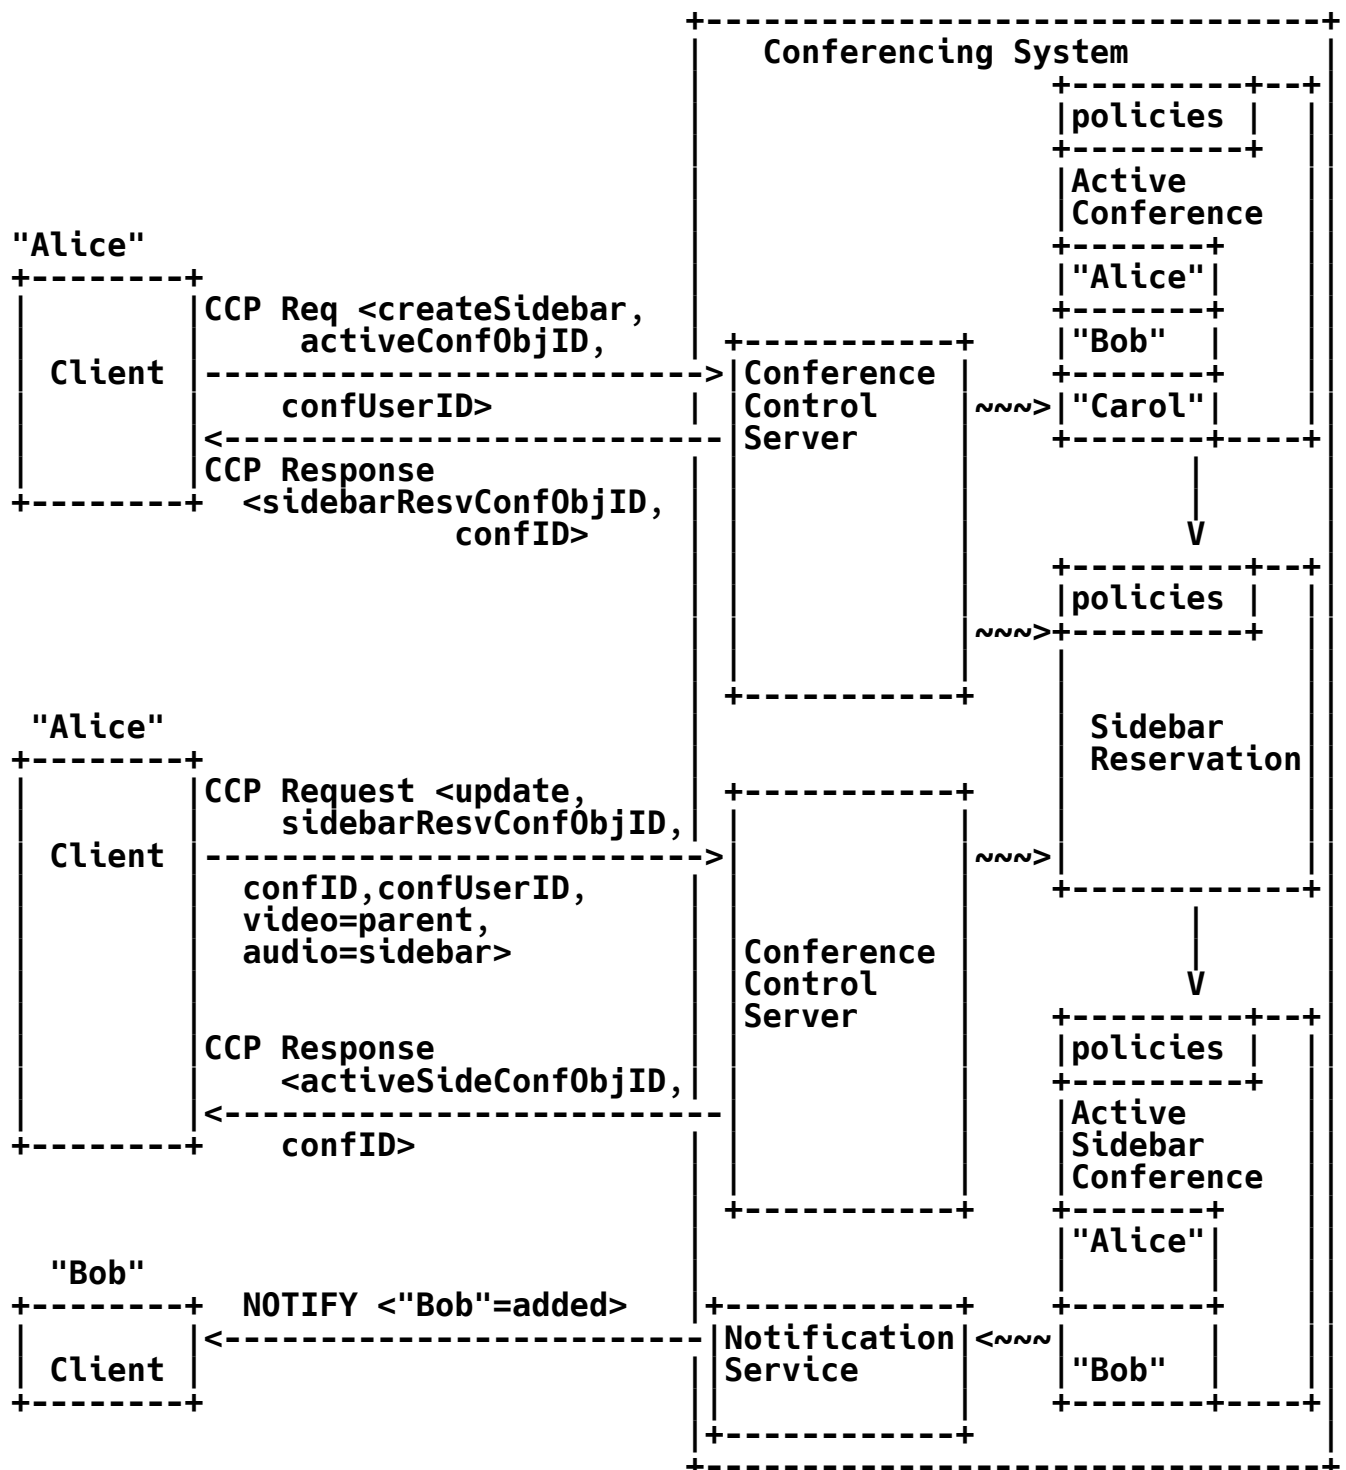 Conferencing System
policies
Active
Conference
"Alice"
"Alice"
CCP Req <createSidebar,
activeConfObjID,
"Bob"
Client
Conference
confUserID>
Control
~~~>
"Carol"
Server
CCP Response
<sidebarResvConfObjID,
confID>
V
policies
~~~>
"Alice"
Sidebar
Reservation
CCP Request <update,
sidebarResvConfObjID,
Client
~~~>
confID,confUserID,
video=parent,
audio=sidebar>
Conference
Control
V
Server
CCP Response
policies
<activeSideConfObjID,
Active
confID>
Sidebar
Conference
"Alice"
"Bob"
NOTIFY <"Bob"=added>
Notification
<~~~
Client
Service
"Bob"